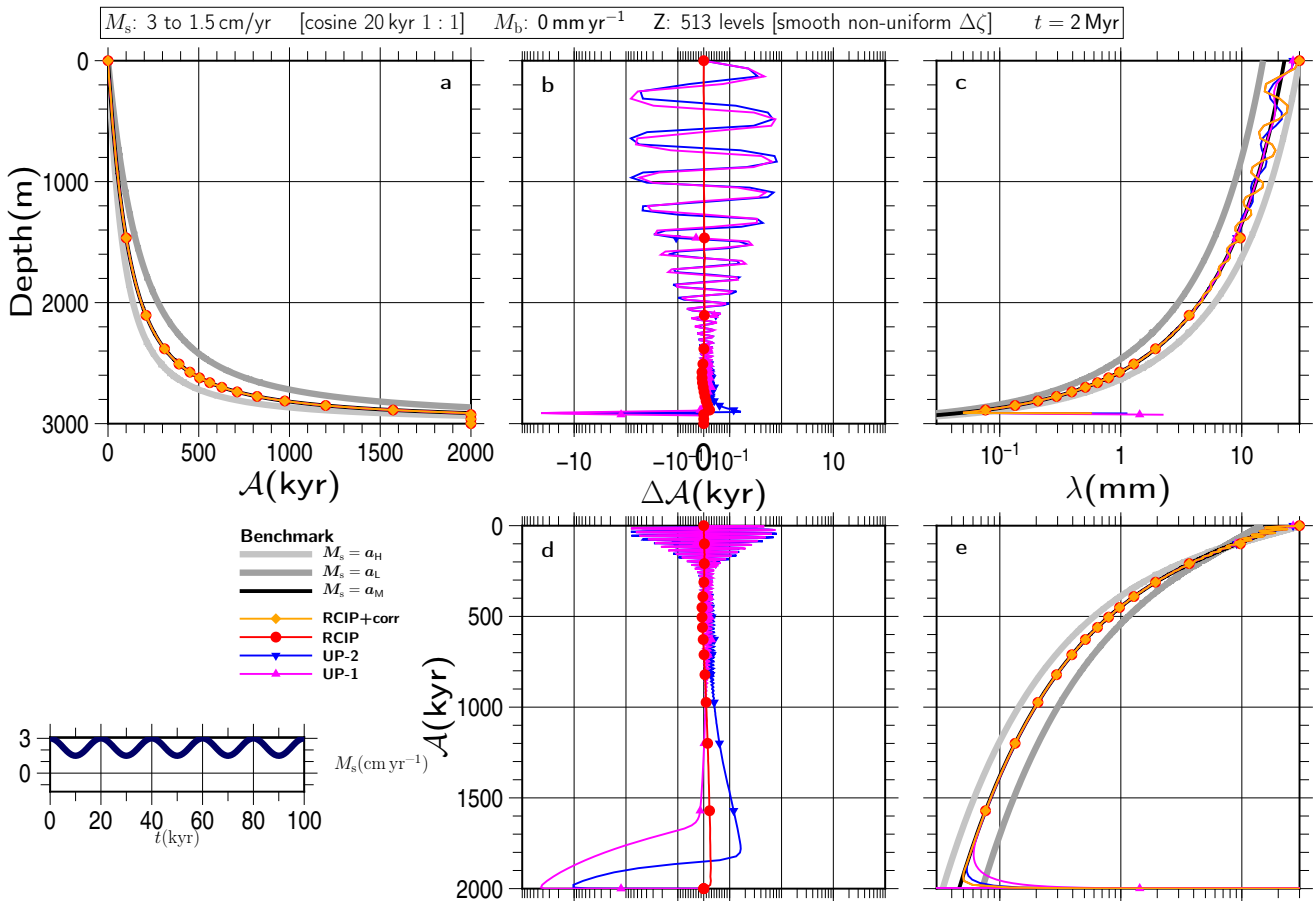 Mₛ: 3 to 1.5 cm/yr [cosine 20 kyr 1 : 1] M_b: 0 mm yr⁻¹ Z: 513 levels [smooth non-uniform Δζ] t = 2 Myr
a b c
0
1000
2000
3000
Depth(m)
0 500 1000 1500 2000
𝒜(kyr)
−10 −10⁻¹ 0 10⁻¹ 10
Δ𝒜(kyr)
10⁻¹ 1 10
λ(mm)
Benchmark
Mₛ = a_H
Mₛ = a_L
Mₛ = a_M
RCIP+corr
RCIP
UP-2
UP-1
d e
0
500
1000
1500
2000
𝒜(kyr)
3
0
Mₛ(cm yr⁻¹)
0 20 40 60 80 100
t(kyr)